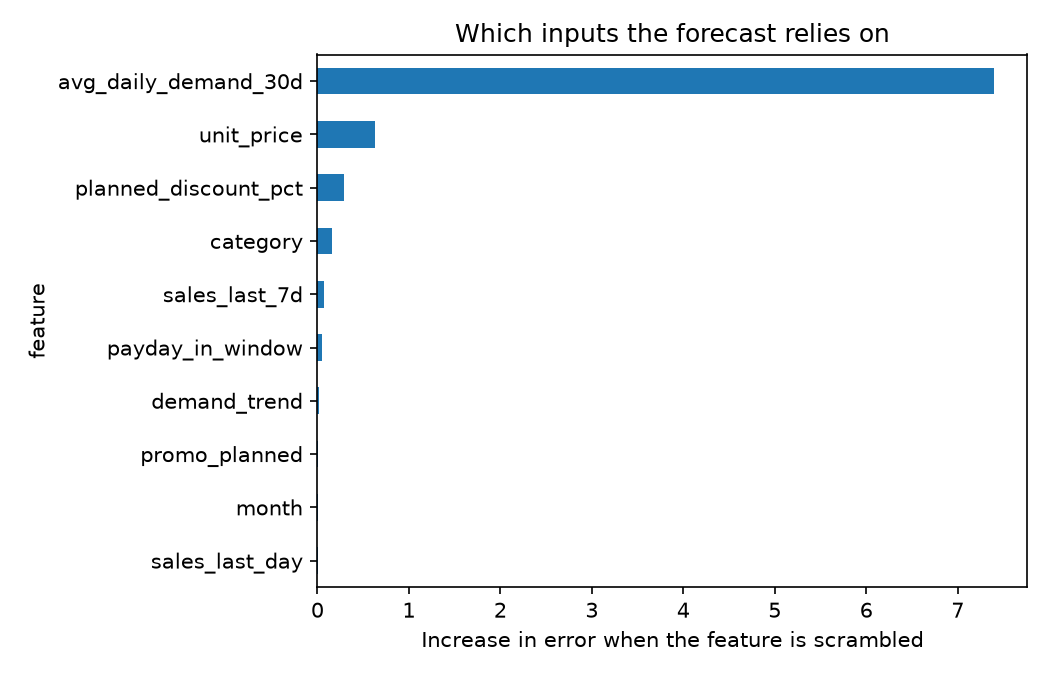 Which inputs the forecast relies on
avg_daily_demand_30d
unit_price
planned_discount_pct
category
sales_last_7d
payday_in_window
demand_trend
promo_planned
month
sales_last_day
feature
0 1 2 3 4 5 6 7
Increase in error when the feature is scrambled